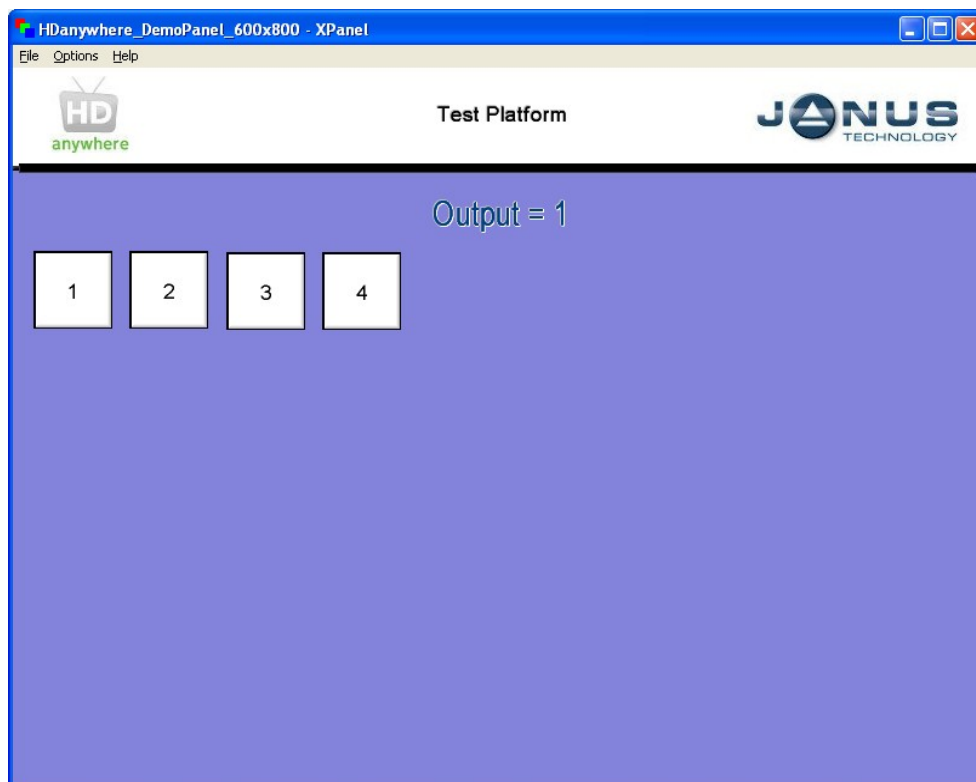 HDanywhere_DemoPanel_600x800 - XPanel
File Options Help
HD
anywhere
Test Platform
JANUS
TECHNOLOGY
Output = 1
1 2 3 4